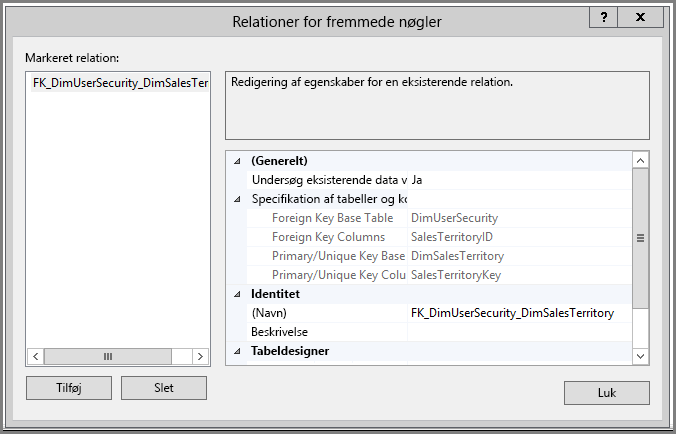 Relationer for fremmede nøgler
? X
Markeret relation:
FK_DimUserSecurity_DimSalesTer
Redigering af egenskaber for en eksisterende relation.
(Generelt)
Undersøg eksisterende data v Ja
Specifikation af tabeller og ko
Foreign Key Base Table DimUserSecurity
Foreign Key Columns SalesTerritoryID
Primary/Unique Key Base DimSalesTerritory
Primary/Unique Key Colu SalesTerritoryKey
Identitet
(Navn) FK_DimUserSecurity_DimSalesTerritory
Beskrivelse
Tabeldesigner
Tilføj Slet
Luk